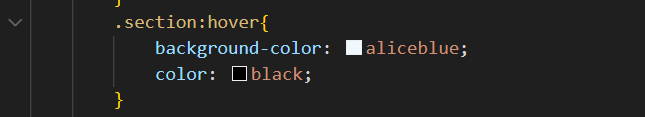 }
.section:hover{
background-color: aliceblue;
color: black;
}